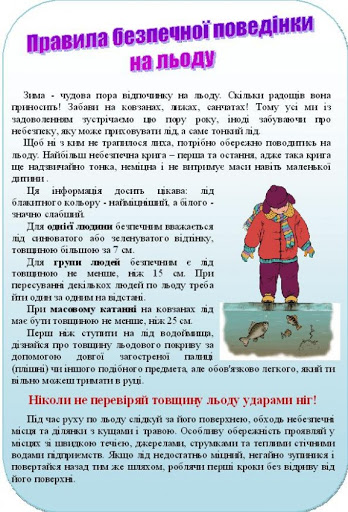 Правила безпечної поведінки
на льоду
Зима - чудова пора відпочинку на льоду. Скільки радощів вона
приносить! Забави на ковзанах, лижах, санчатах! Тому усі ми із
задоволенням зустрічаємо цю пору року, іноді забуваючи про
небезпеку, яку може приховувати лід, а саме тонкий лід.
Щоб ні з ким не трапилося лиха, потрібно обережно поводитись на
льоду. Найбільш небезпечна крига – перша та остання, адже така крига
ще надзвичайно тонка, неміцна і не витримує маси навіть маленької
дитини .
Ця інформація досить цікава: лід
блакитного кольору - найміцніший, а білого -
значно слабший.
Для однієї людини безпечним вважається
лід синюватого або зеленуватого відтінку,
товщиною більшою за 7 см.
Для групи людей безпечним є лід
товщиною не менше, ніж 15 см. При
пересуванні декількох людей по льоду треба
йти один за одним на відстані.
При масовому катанні на ковзанах лід
має бути товщиною не менше, ніж 25 см.
Перш ніж ступити на лід водоймища,
дізнайся про товщину льодового покриву за
допомогою довгої загостреної палиці
(плішні) чи іншого подібного предмета, але обов'язково легкого, який ти
вільно можеш тримати в руці.
Ніколи не перевіряй товщину льоду ударами ніг!
Під час руху по льоду слідкуй за його поверхнею, обходь небезпечні
місця та ділянки з кущами і травою. Особливу обережність проявляй у
місцях зі швидкою течією, джерелами, струмками та теплими стічними
водами підприємств. Якщо лід недостатньо міцний, негайно зупинися і
повертайся назад тим же шляхом, роблячи перші кроки без відриву від
його поверхні.